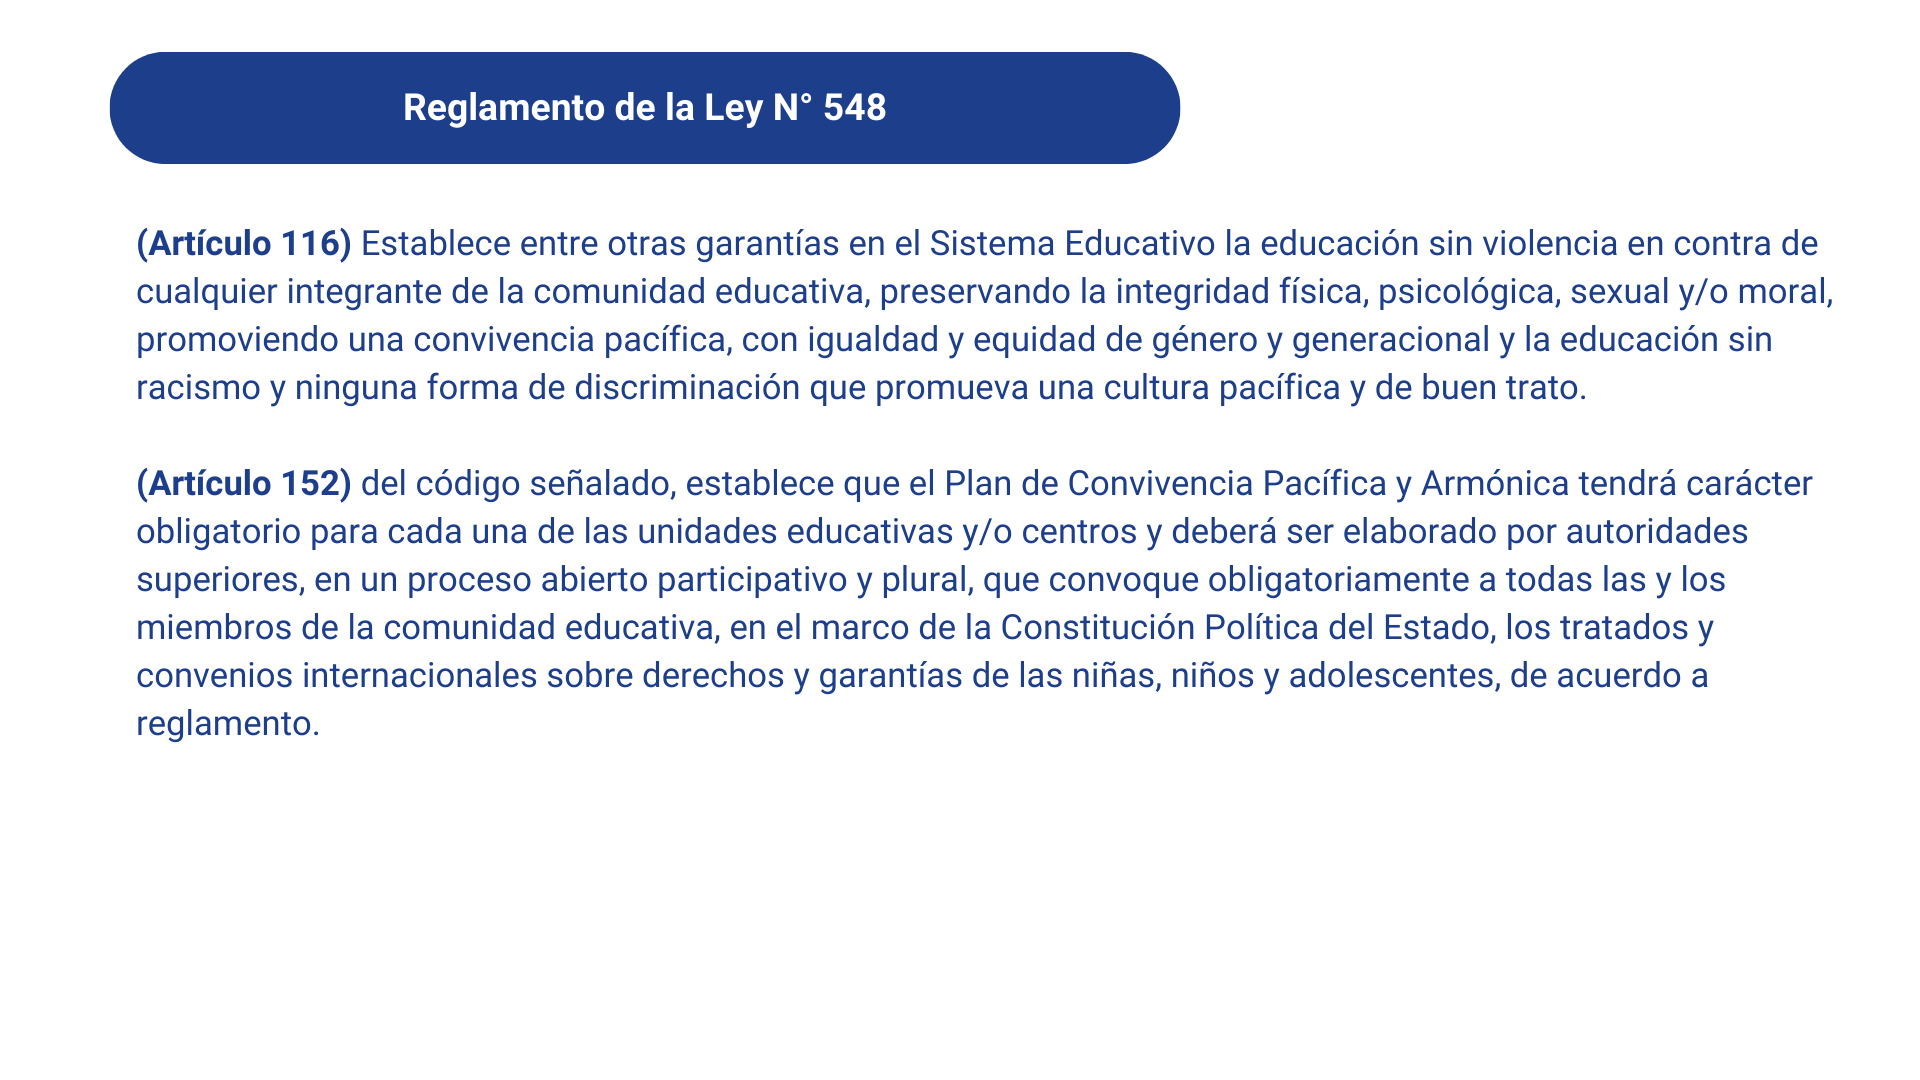 Reglamento de la Ley N° 548
(Artículo 116) Establece entre otras garantías en el Sistema Educativo la educación sin violencia en contra de
cualquier integrante de la comunidad educativa, preservando la integridad física, psicológica, sexual y/o moral,
promoviendo una convivencia pacífica, con igualdad y equidad de género y generacional y la educación sin
racismo y ninguna forma de discriminación que promueva una cultura pacífica y de buen trato.
(Artículo 152) del código señalado, establece que el Plan de Convivencia Pacífica y Armónica tendrá carácter
obligatorio para cada una de las unidades educativas y/o centros y deberá ser elaborado por autoridades
superiores, en un proceso abierto participativo y plural, que convoque obligatoriamente a todas las y los
miembros de la comunidad educativa, en el marco de la Constitución Política del Estado, los tratados y
convenios internacionales sobre derechos y garantías de las niñas, niños y adolescentes, de acuerdo a
reglamento.